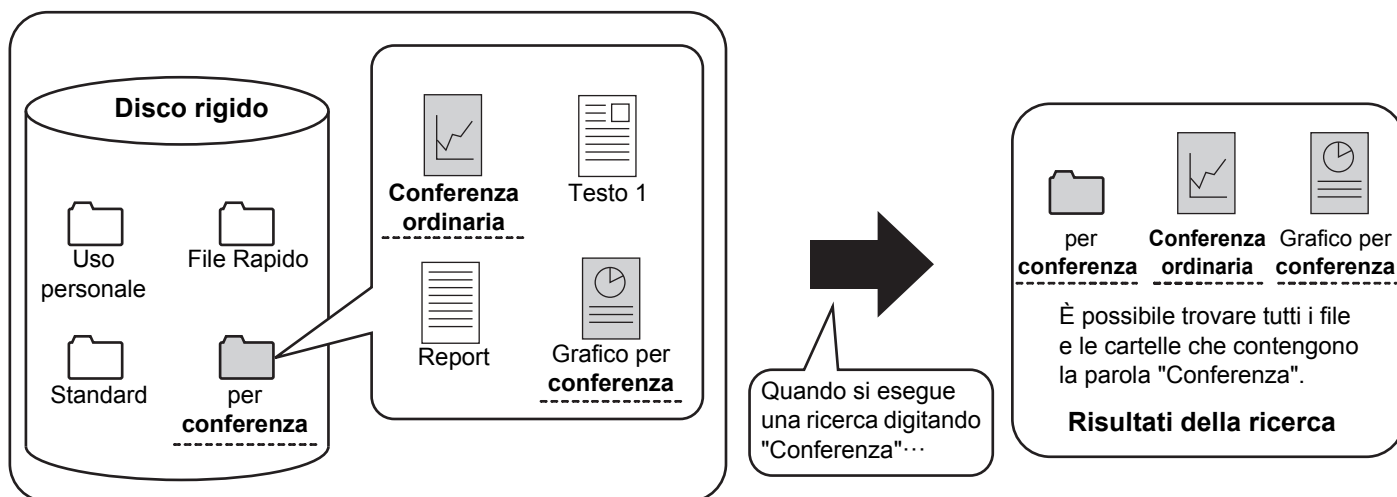 Disco rigido
Uso
personale
File Rapido
Standard
per
conferenza
Conferenza
ordinaria
Testo 1
Report
Grafico per
conferenza
Quando si esegue
una ricerca digitando
"Conferenza"···
per
conferenza
Conferenza
ordinaria
Grafico per
conferenza
È possibile trovare tutti i file
e le cartelle che contengono
la parola "Conferenza".
Risultati della ricerca